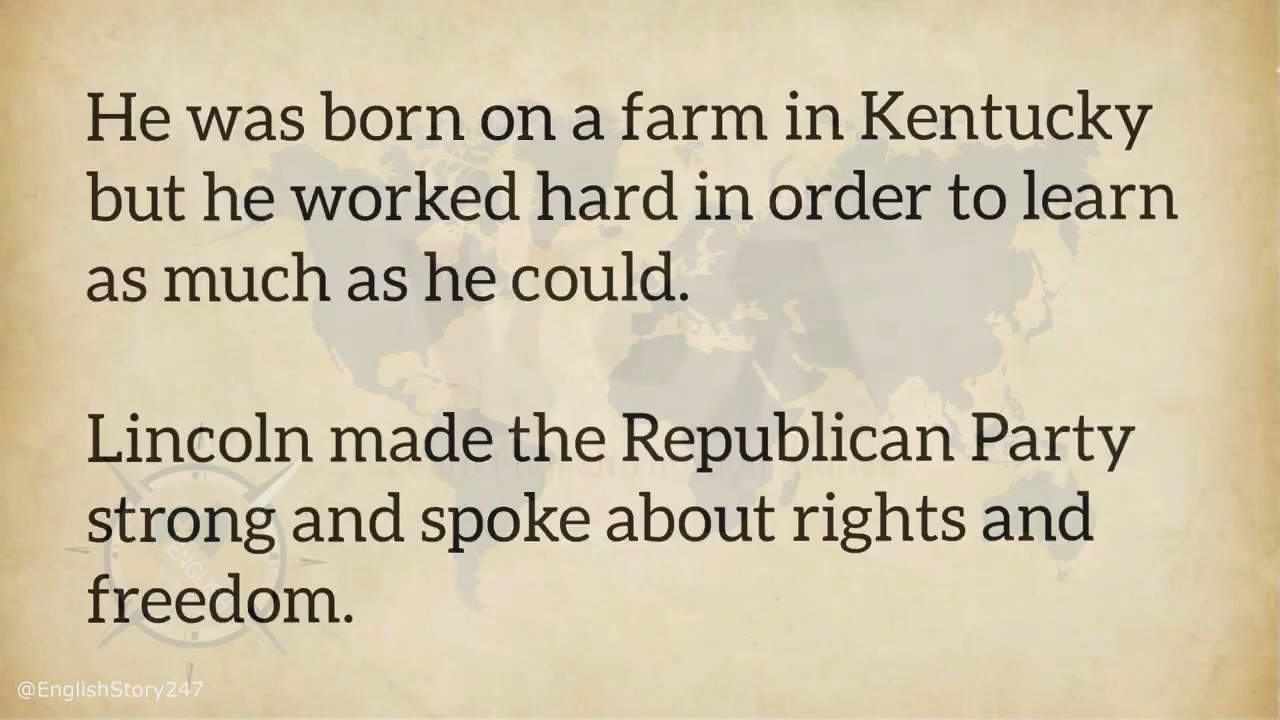 He was born on a farm in Kentucky
but he worked hard in order to learn
as much as he could.
Lincoln made the Republican Party
strong and spoke about rights and
freedom.
@EnglishStory247